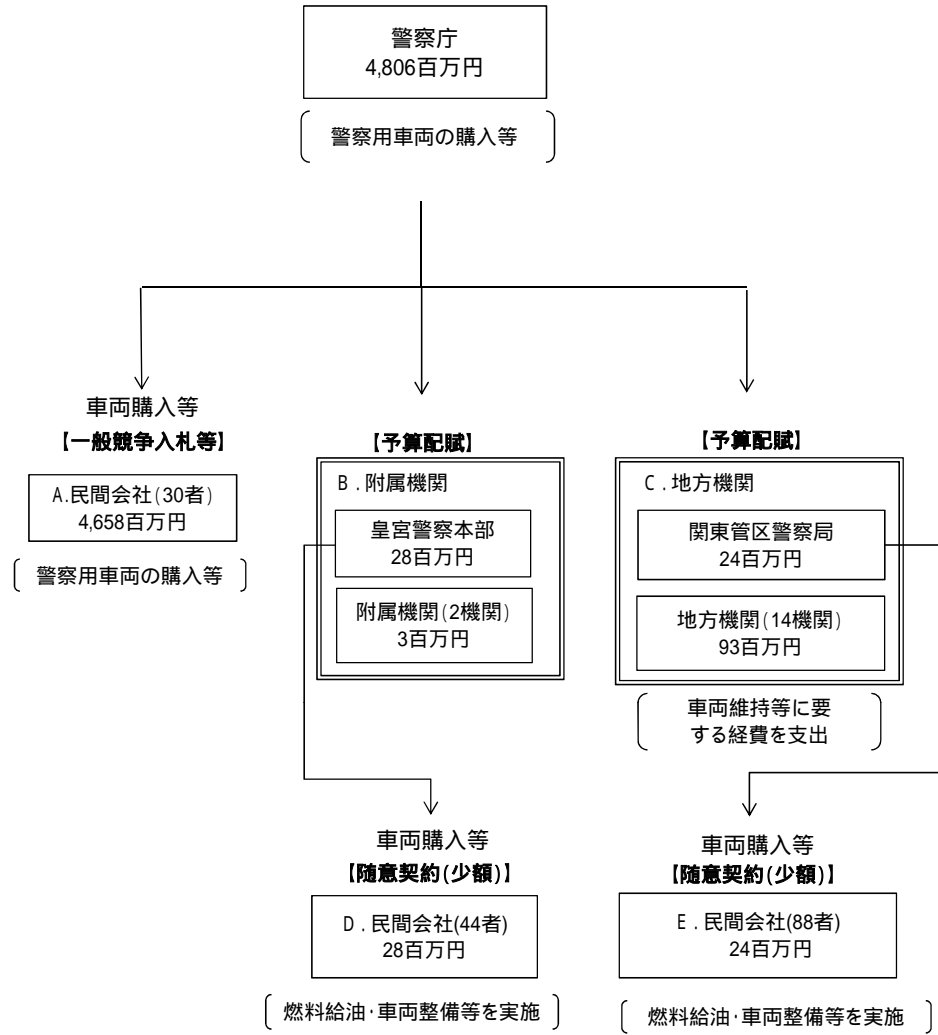 警察庁
4,806百万円
警察用車両の購入等
車両購入等
【一般競争入札等】
A.民間会社(30者)
4,658百万円
警察用車両の購入等
【予算配賦】
B.附属機関
皇宮警察本部
28百万円
附属機関(2機関)
3百万円
【予算配賦】
C.地方機関
関東管区警察局
24百万円
地方機関(14機関)
93百万円
車両維持等に要
する経費を支出
車両購入等
【随意契約(少額)】
D.民間会社(44者)
28百万円
燃料給油・車両整備等を実施
車両購入等
【随意契約(少額)】
E.民間会社(88者)
24百万円
燃料給油・車両整備等を実施